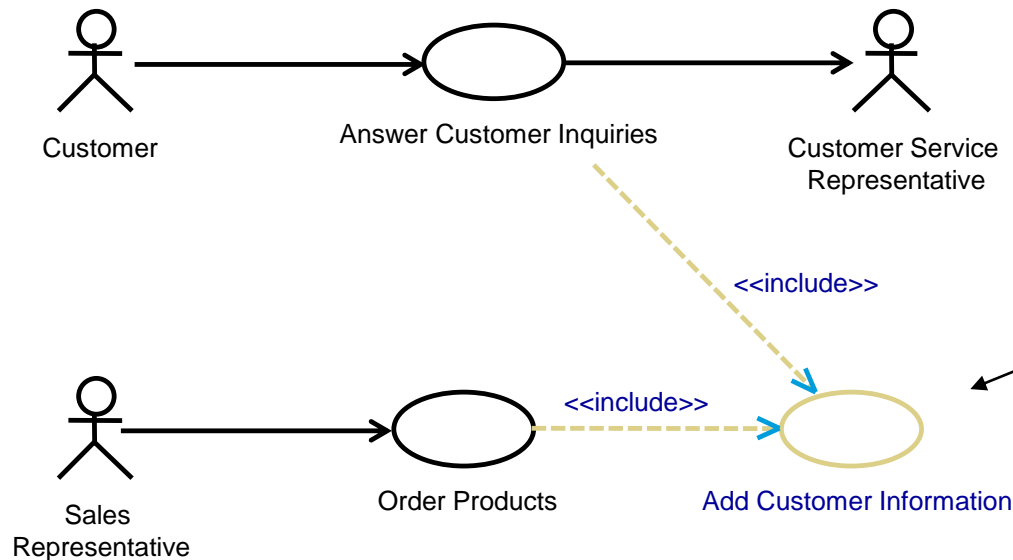 Customer
Answer Customer Inquiries
Customer Service
Representative
<<include>>
<<include>>
Sales
Representative
Order Products
Add Customer Information